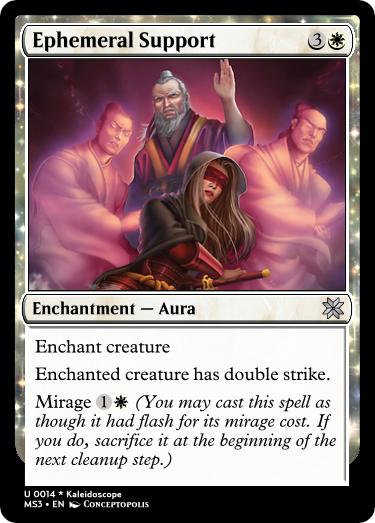 Ephemeral Support 3
Enchantment — Aura
Enchant creature
Enchanted creature has double strike.
Mirage 1 (You may cast this spell as
though it had flash for its mirage cost. If
you do, sacrifice it at the beginning of the
next cleanup step.)
U 0014 * Kaleidoscope
MS3 • EN Conceptopolis